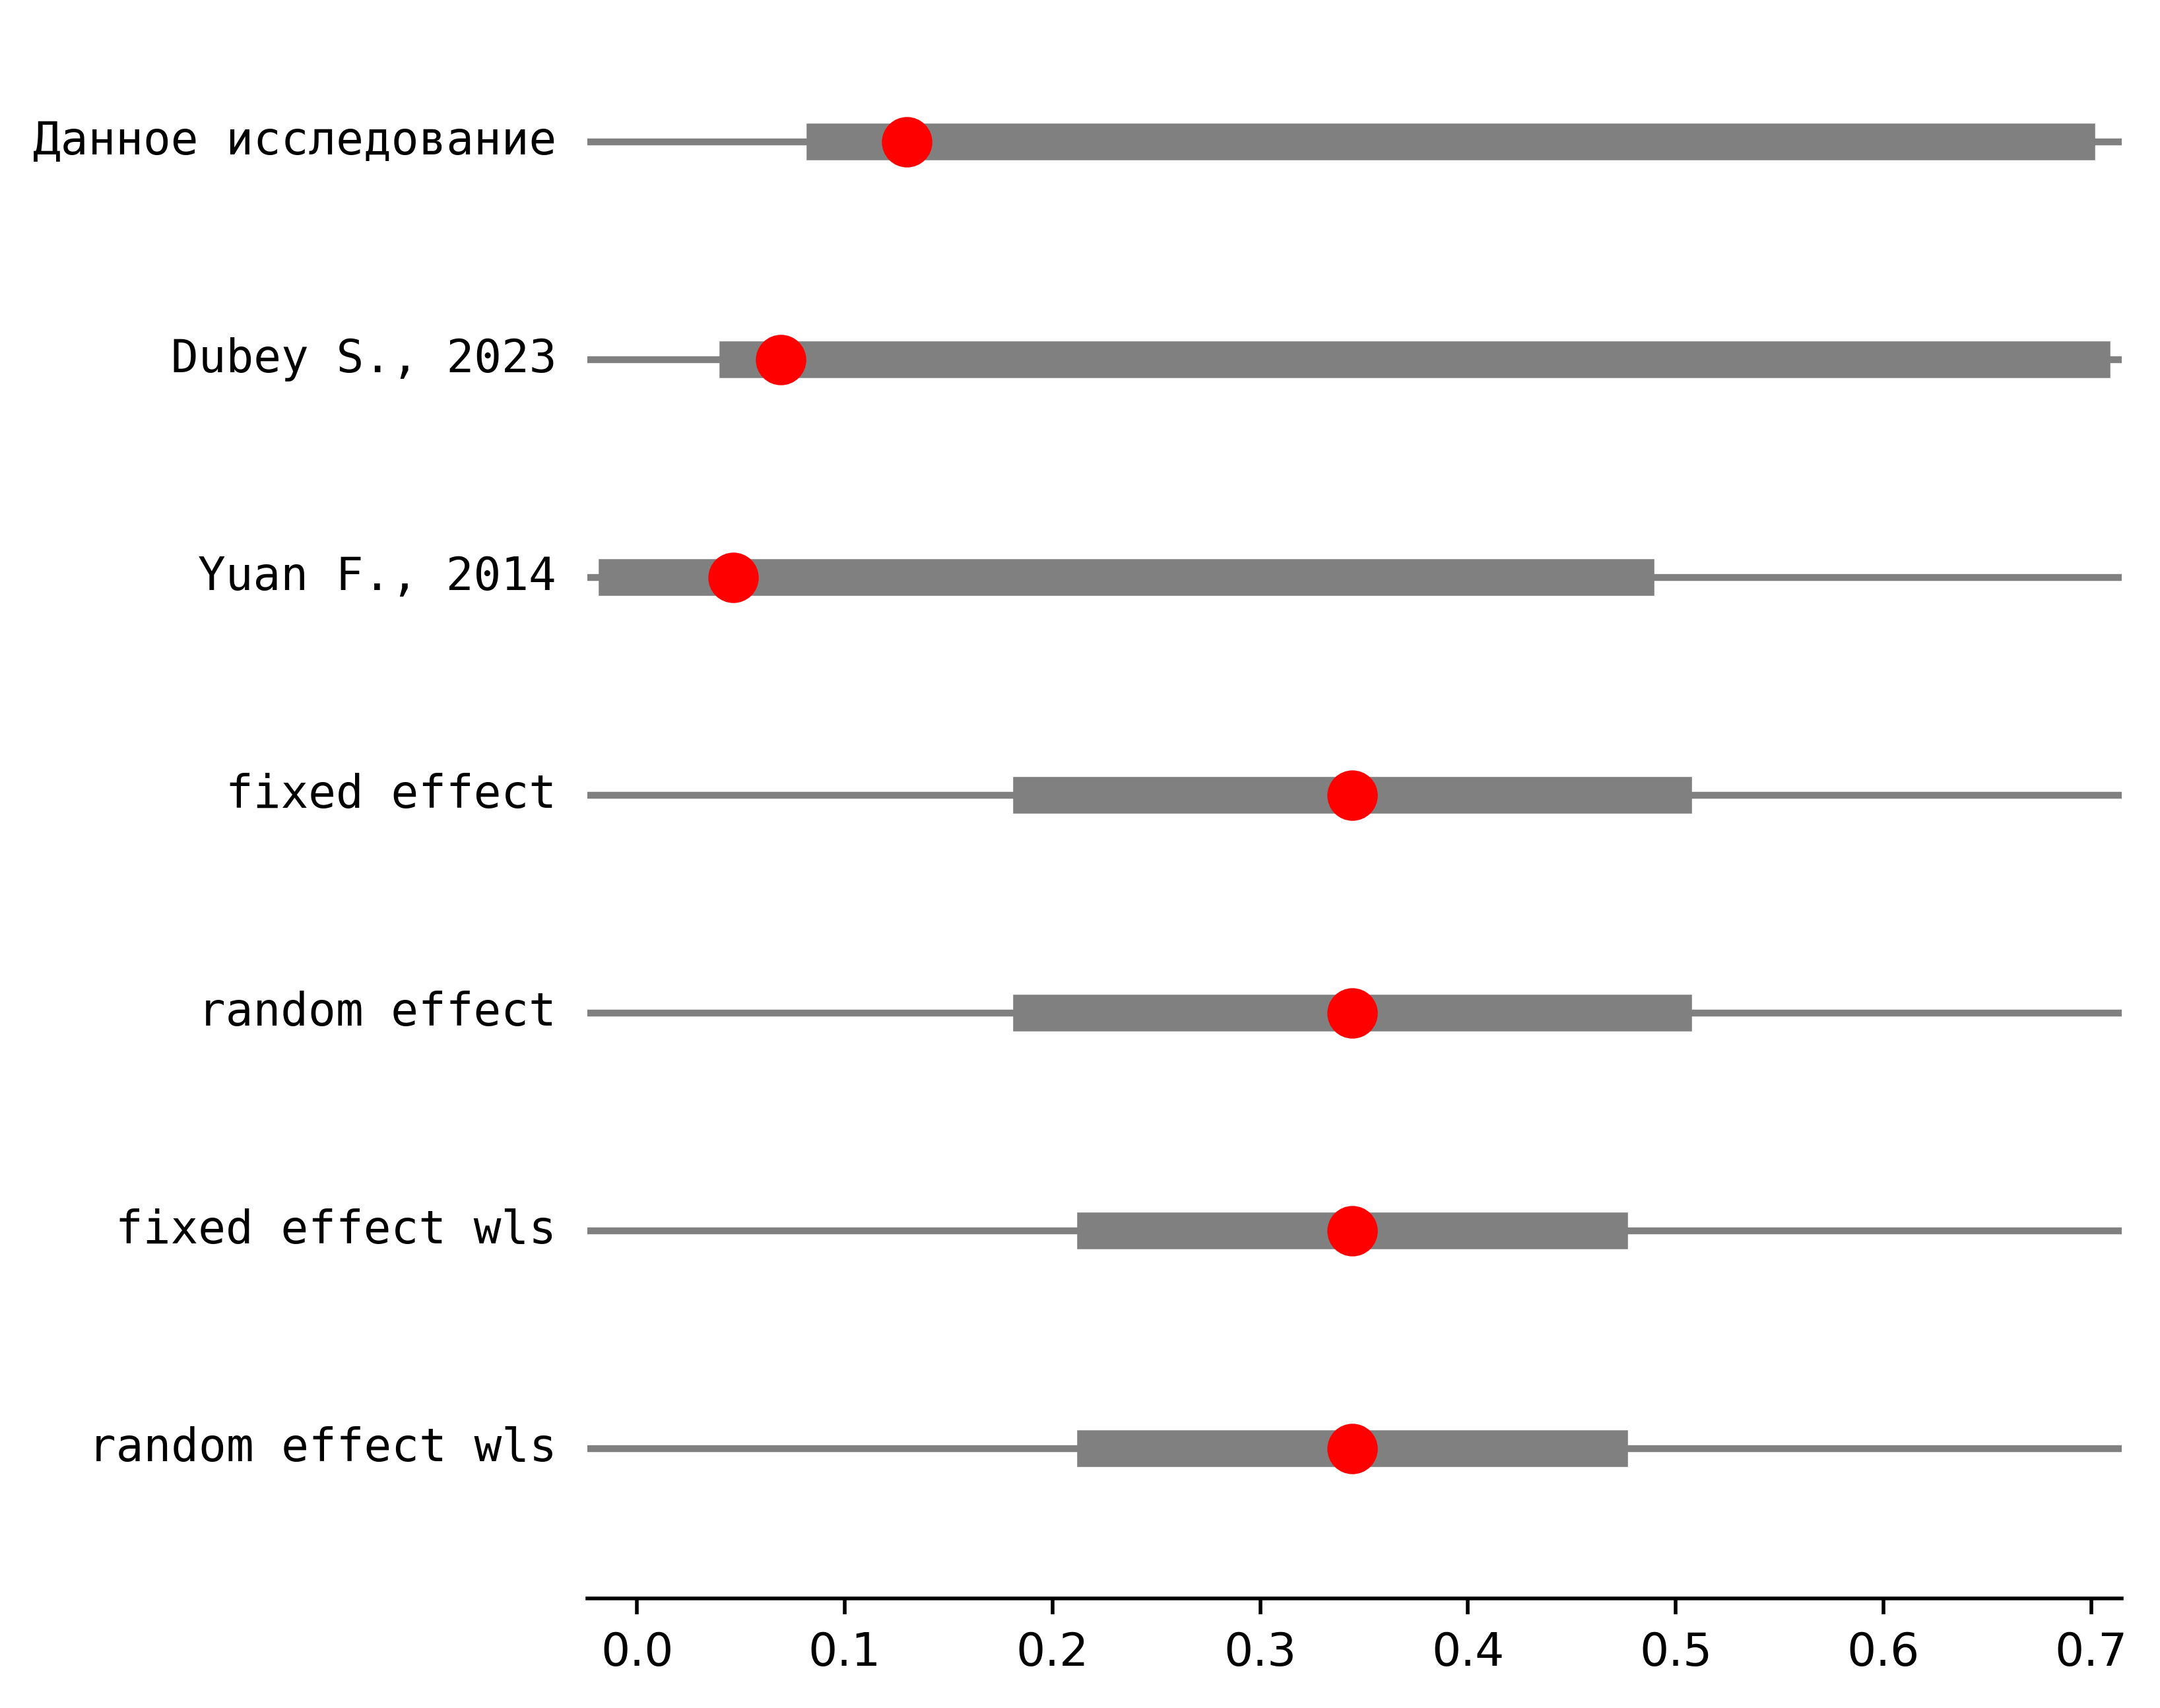 Данное исследование
Dubey S., 2023
Yuan F., 2014
fixed effect
random effect
fixed effect wls
random effect wls
0.0 0.1 0.2 0.3 0.4 0.5 0.6 0.7